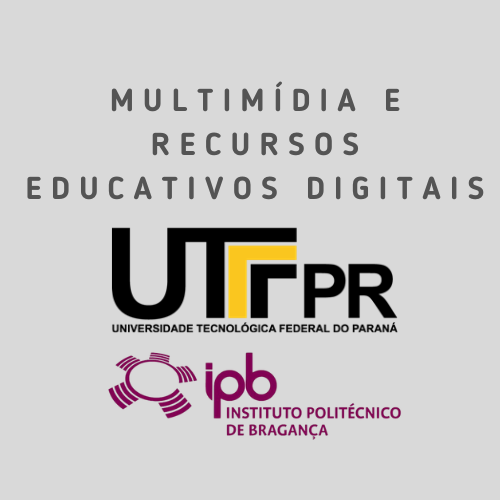 MULTIMÍDIA E
RECURSOS
EDUCATIVOS DIGITAIS
UTFPR
UNIVERSIDADE TECNOLÓGICA FEDERAL DO PARANÁ
ipb
INSTITUTO POLITÉCNICO
DE BRAGANÇA